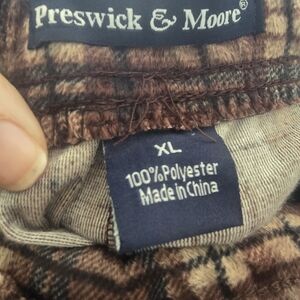 Preswick & Moore®
XL
100%Polyester
Made in China